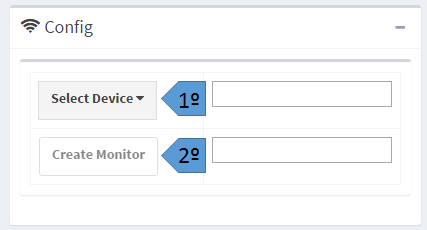 Config
Select Device 1º
Create Monitor 2º